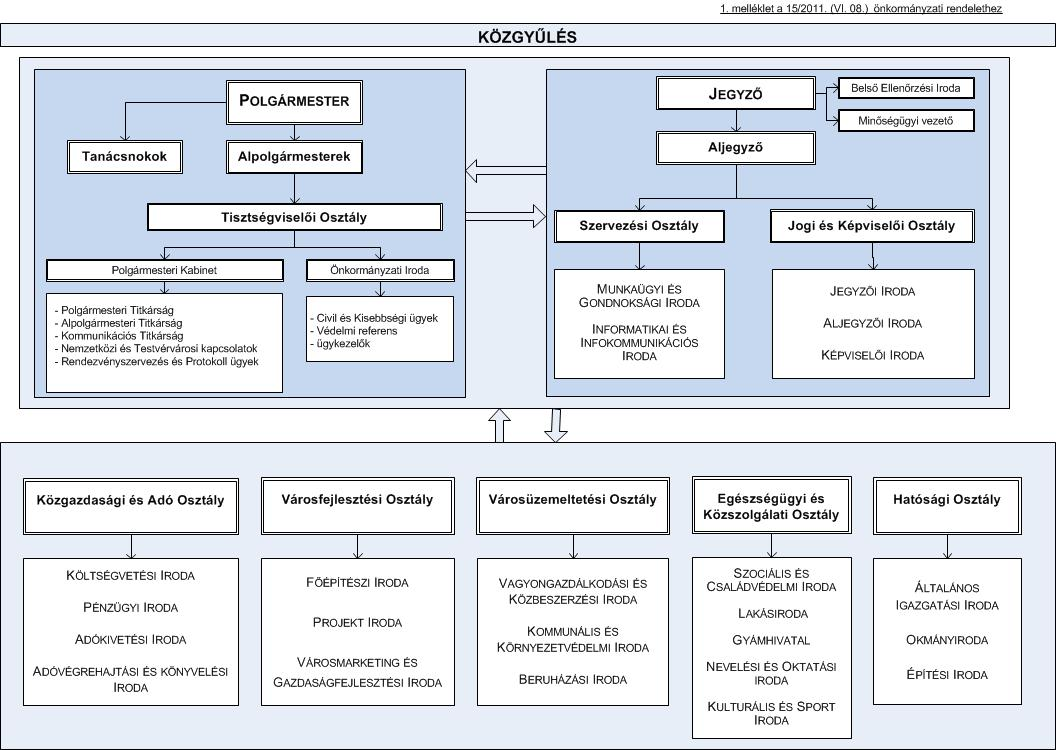 1. melléklet a 15/2011. (VI. 08.) önkormányzati rendelethez
KÖZGYŰLÉS
POLGÁRMESTER
Tanácsnokok
Alpolgármesterek
Tisztségviselői Osztály
Polgármesteri Kabinet
- Polgármesteri Titkárság
- Alpolgármesteri Titkárság
- Kommunikációs Titkárság
- Nemzetközi és Testvérvárosi kapcsolatok
- Rendezvényszervezés és Protokoll ügyek
Önkormányzati Iroda
- Civil és Kisebbségi ügyek
- Védelmi referens
- ügykezelők
JEGYZŐ
Belső Ellenőrzési Iroda
Minőségügyi vezető
Aljegyző
Szervezési Osztály
MUNKAÜGYI ÉS
GONDNOKSÁGI IRODA
INFORMATIKAI ÉS
INFOKOMMUNIKÁCIÓS
IRODA
Jogi és Képviselői Osztály
JEGYZŐI IRODA
ALJEGYZŐI IRODA
KÉPVISELŐI IRODA
Közgazdasági és Adó Osztály
KÖLTSÉGVETÉSI IRODA
PÉNZÜGYI IRODA
ADÓKIVETÉSI IRODA
ADÓVÉGREHAJTÁSI ÉS KÖNYVELÉSI
IRODA
Városfejlesztési Osztály
FŐÉPÍTÉSZI IRODA
PROJEKT IRODA
VÁROSMARKETING ÉS
GAZDASÁGFEJLESZTÉSI IRODA
Városüzemeltetési Osztály
VAGYONGAZDÁLKODÁSI ÉS
KÖZBESZERZÉSI IRODA
KOMMUNÁLIS ÉS
KÖRNYEZETVÉDELMI IRODA
BERUHÁZÁSI IRODA
Egészségügyi és
Közszolgálati Osztály
SZOCIÁLIS ÉS
CSALÁDVÉDELMI IRODA
LAKÁSIRODA
GYÁMHIVATAL
NEVELÉSI ÉS OKTATÁSI
IRODA
KULTURÁLIS ÉS SPORT
IRODA
Hatósági Osztály
ÁLTALÁNOS
IGAZGATÁSI IRODA
OKMÁNYIRODA
ÉPÍTÉSI IRODA